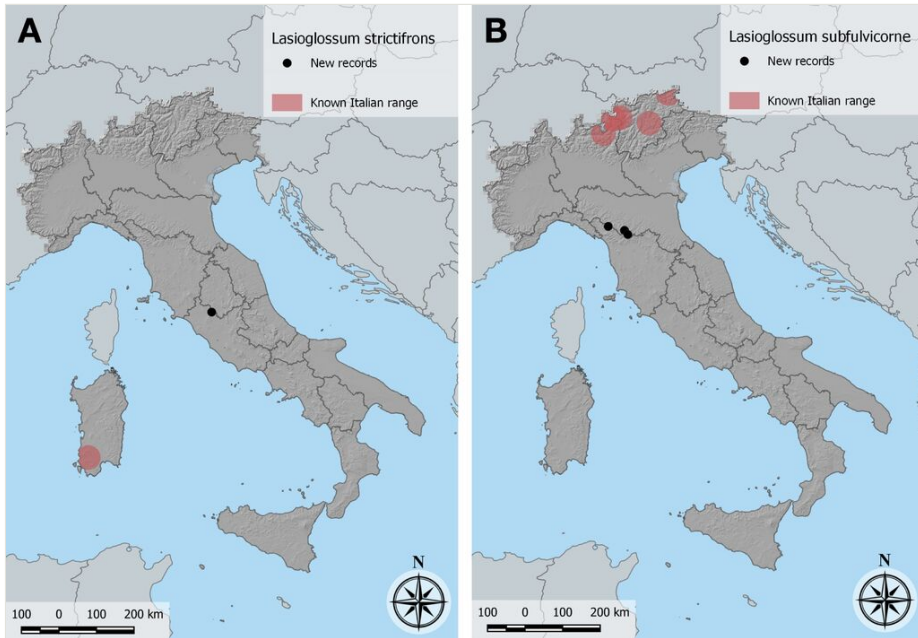 A
Lasioglossum strictifrons
New records
Known Italian range
N
100 0 100 200 km
B
Lasioglossum subfulvicorne
New records
Known Italian range
N
100 0 100 200 km